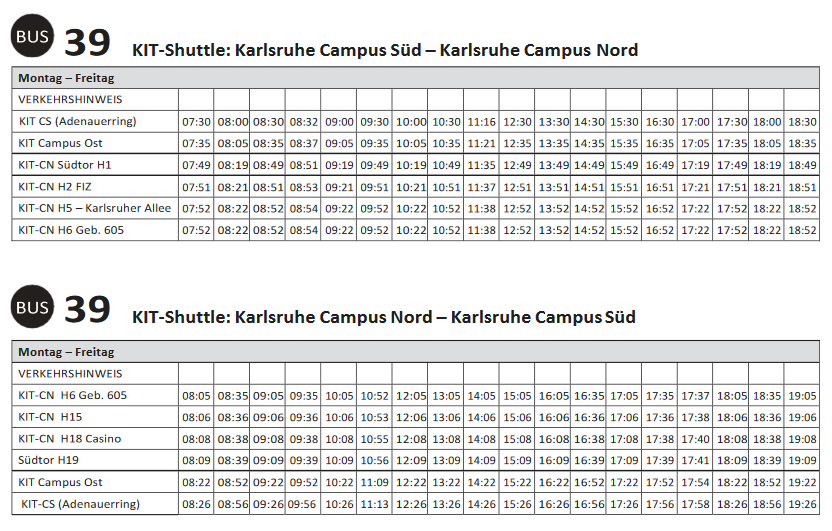 BUS 39 KIT-Shuttle: Karlsruhe Campus Süd – Karlsruhe Campus Nord
Montag – Freitag
VERKEHRSHINWEIS
KIT CS (Adenauerring) 07:30 08:00 08:30 08:32 09:00 09:30 10:00 10:30 11:16 12:30 13:30 14:30 15:30 16:30 17:00 17:30 18:00 18:30
KIT Campus Ost 07:35 08:05 08:35 08:37 09:05 09:35 10:05 10:35 11:21 12:35 13:35 14:35 15:35 16:35 17:05 17:35 18:05 18:35
KIT-CN Südtor H1 07:49 08:19 08:49 08:51 09:19 09:49 10:19 10:49 11:35 12:49 13:49 14:49 15:49 16:49 17:19 17:49 18:19 18:49
KIT-CN H2 FIZ 07:51 08:21 08:51 08:53 09:21 09:51 10:21 10:51 11:37 12:51 13:51 14:51 15:51 16:51 17:21 17:51 18:21 18:51
KIT-CN H5 – Karlsruher Allee 07:52 08:22 08:52 08:54 09:22 09:52 10:22 10:52 11:38 12:52 13:52 14:52 15:52 16:52 17:22 17:52 18:22 18:52
KIT-CN H6 Geb. 605 07:52 08:22 08:52 08:54 09:22 09:52 10:22 10:52 11:38 12:52 13:52 14:52 15:52 16:52 17:22 17:52 18:22 18:52
BUS 39 KIT-Shuttle: Karlsruhe Campus Nord – Karlsruhe Campus Süd
Montag – Freitag
VERKEHRSHINWEIS
KIT-CN H6 Geb. 605 08:05 08:35 09:05 09:35 10:05 10:52 12:05 13:05 14:05 15:05 16:05 16:35 17:05 17:35 17:37 18:05 18:35 19:05
KIT-CN H15 08:06 08:36 09:06 09:36 10:06 10:53 12:06 13:06 14:06 15:06 16:06 16:36 17:06 17:36 17:38 18:06 18:36 19:06
KIT-CN H18 Casino 08:08 08:38 09:08 09:38 10:08 10:55 12:08 13:08 14:08 15:08 16:08 16:38 17:08 17:38 17:40 18:08 18:38 19:08
Südtor H19 08:09 08:39 09:09 09:39 10:09 10:56 12:09 13:09 14:09 15:09 16:09 16:39 17:09 17:39 17:41 18:09 18:39 19:09
KIT Campus Ost 08:22 08:52 09:22 09:52 10:22 11:09 12:22 13:22 14:22 15:22 16:22 16:52 17:22 17:52 17:54 18:22 18:52 19:22
KIT-CS (Adenauerring) 08:26 08:56 09:26 09:56 10:26 11:13 12:26 13:26 14:26 15:26 16:26 16:56 17:26 17:56 17:58 18:26 18:56 19:26